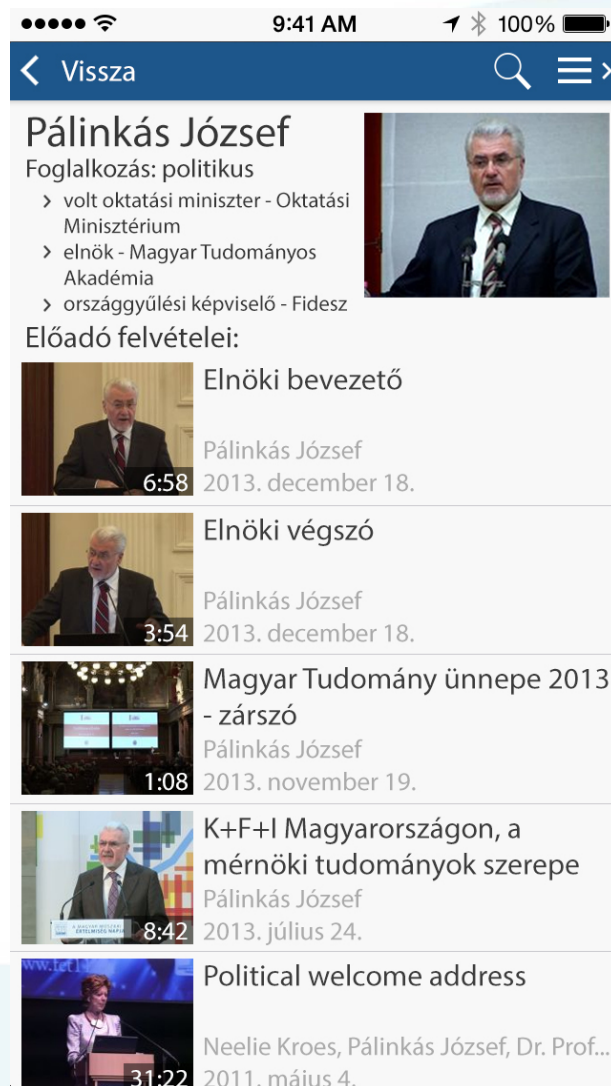 9:41 AM
100%
Vissza
Pálinkás József
Foglalkozás: politikus
volt oktatási miniszter - Oktatási
Minisztérium
elnök - Magyar Tudományos
Akadémia
országgyűlési képviselő - Fidesz
Előadó felvételei:
Elnöki bevezető
Pálinkás József
6:58 2013. december 18.
Elnöki végszó
Pálinkás József
3:54 2013. december 18.
Magyar Tudomány ünnepe 2013
- zárszó
Pálinkás József
1:08 2013. november 19.
K+F+I Magyarországon, a
mérnöki tudományok szerepe
Pálinkás József
ÉRTELMISÉG NAPJA
8:42 2013. július 24.
Political welcome address
Neelie Kroes, Pálinkás József, Dr. Prof...
31:22 2011. május 4.